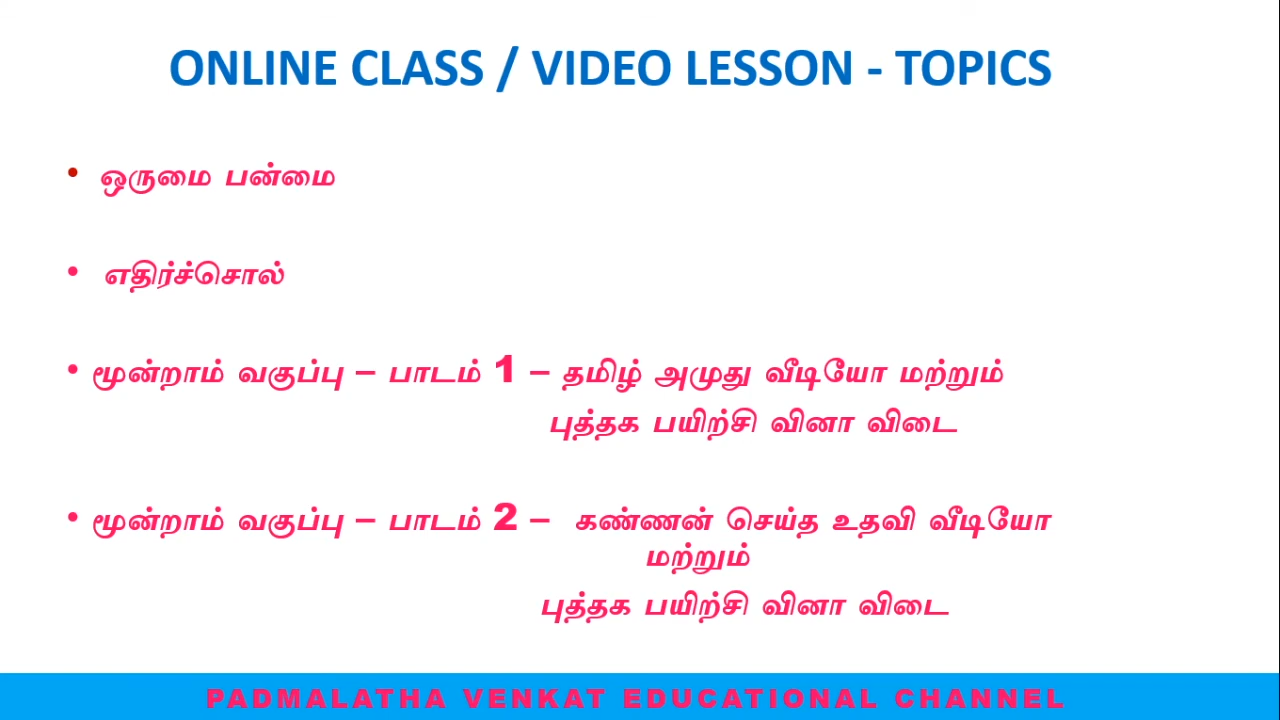 ONLINE CLASS / VIDEO LESSON - TOPICS
• ஒருமை பன்மை
• எதிர்ச்சொல்
• மூன்றாம் வகுப்பு – பாடம் 1 – தமிழ் அமுது வீடியோ மற்றும்
புத்தக பயிற்சி வினா விடை
• மூன்றாம் வகுப்பு – பாடம் 2 – கண்ணன் செய்த உதவி வீடியோ
மற்றும்
புத்தக பயிற்சி வினா விடை
PADMALATHA VENKAT EDUCATIONAL CHANNEL